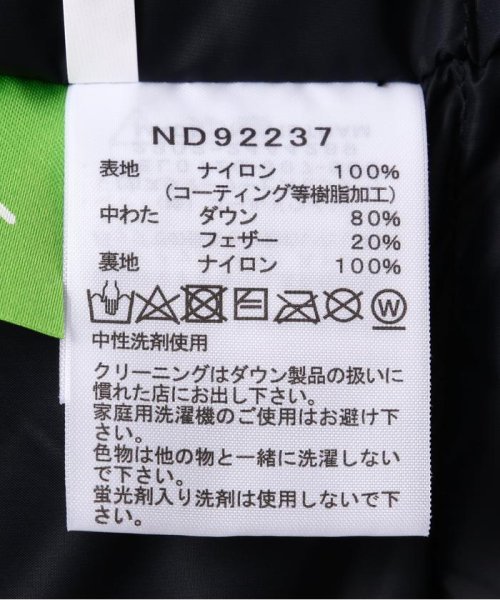 ND92237
表地 ナイロン 100%
(コーティング等樹脂加工)
中わた ダウン 80%
フェザー 20%
裏地 ナイロン 100%
W
中性洗剤使用
クリーニングはダウン製品の扱いに
慣れた店にお出し下さい。
家庭用洗濯機のご使用はお避け下
さい。
色物は他の物と一緒に洗濯しない
で下さい。
蛍光剤入り洗剤は使用しないで下
さい。